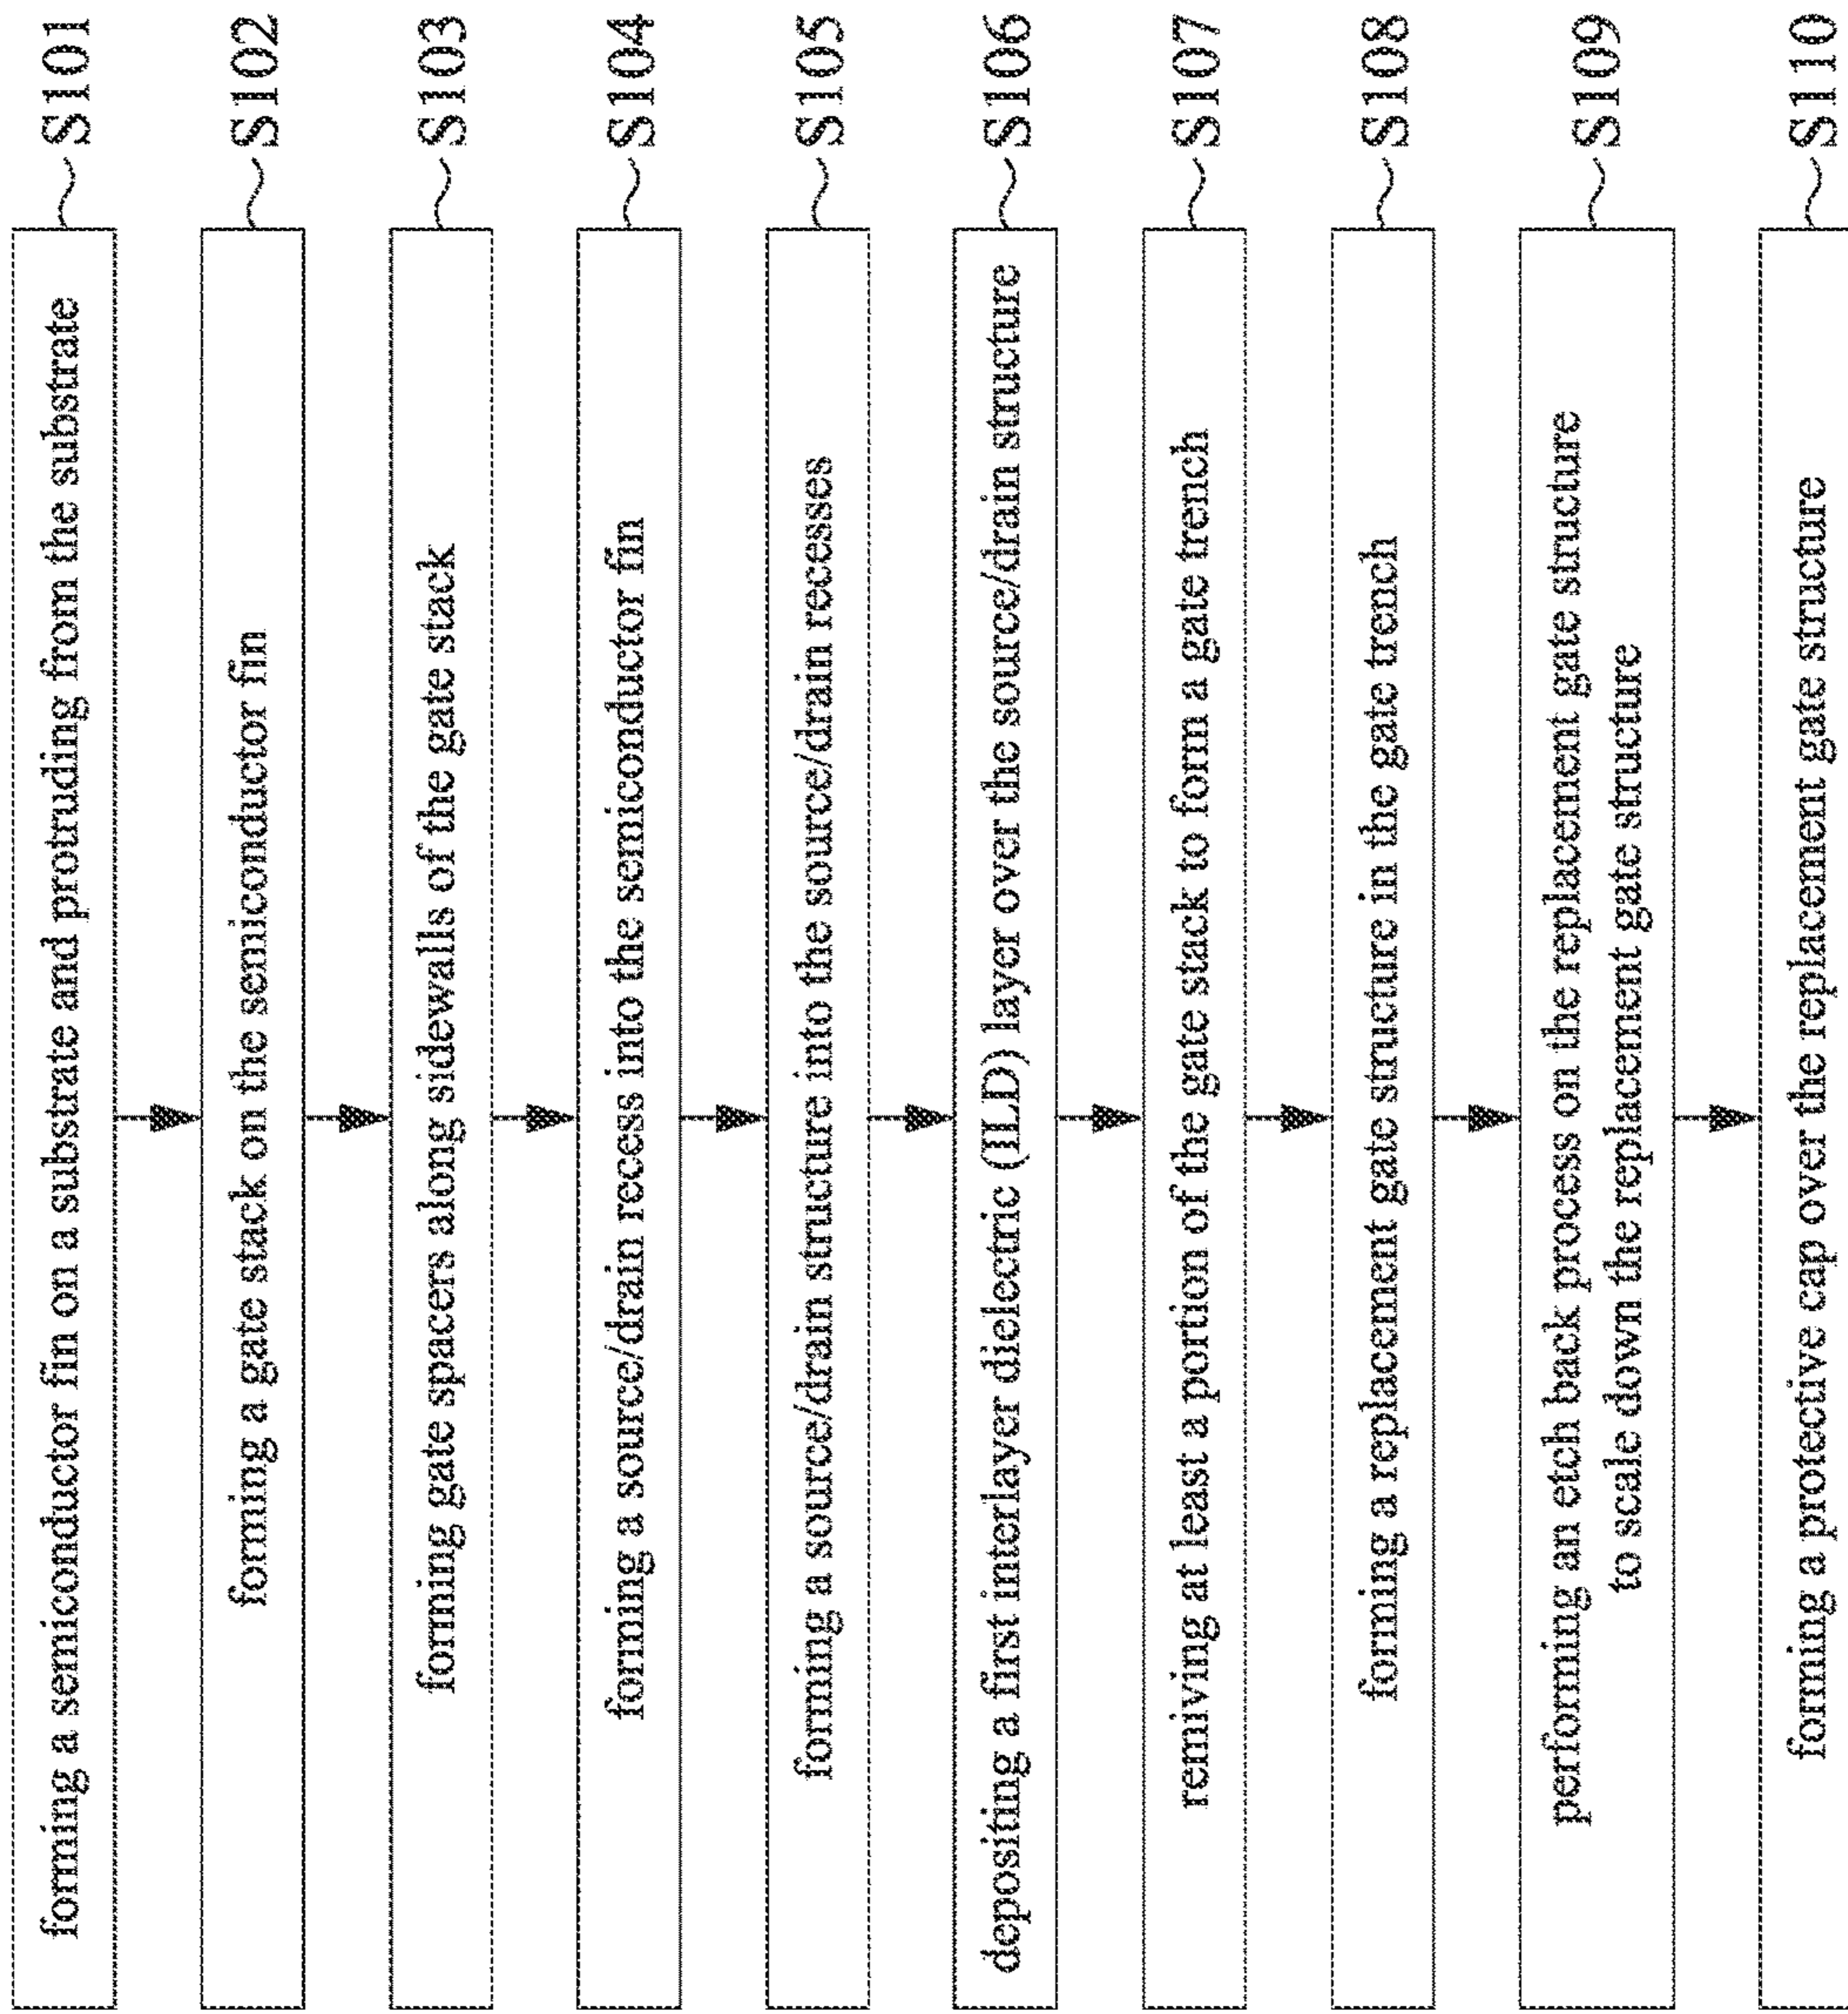 forming a semiconductor fin on a substrate and protruding from the substrate
S101
forming a gate stack on the semiconductor fin
S102
forming gate spacers along sidewalls of the gate stack
S103
forming a source/drain recess into the semiconductor fin
S104
forming a source/drain structure into the source/drain recesses
S105
depositing a first interlayer dielectric (ILD) layer over the source/drain structure
S106
remiving at least a portion of the gate stack to form a gate trench
S107
forming a replacement gate structure in the gate trench
S108
performing an etch back process on the replacement gate structure
to scale down the replacement gate structure
S109
forming a protective cap over the replacement gate structure
S110